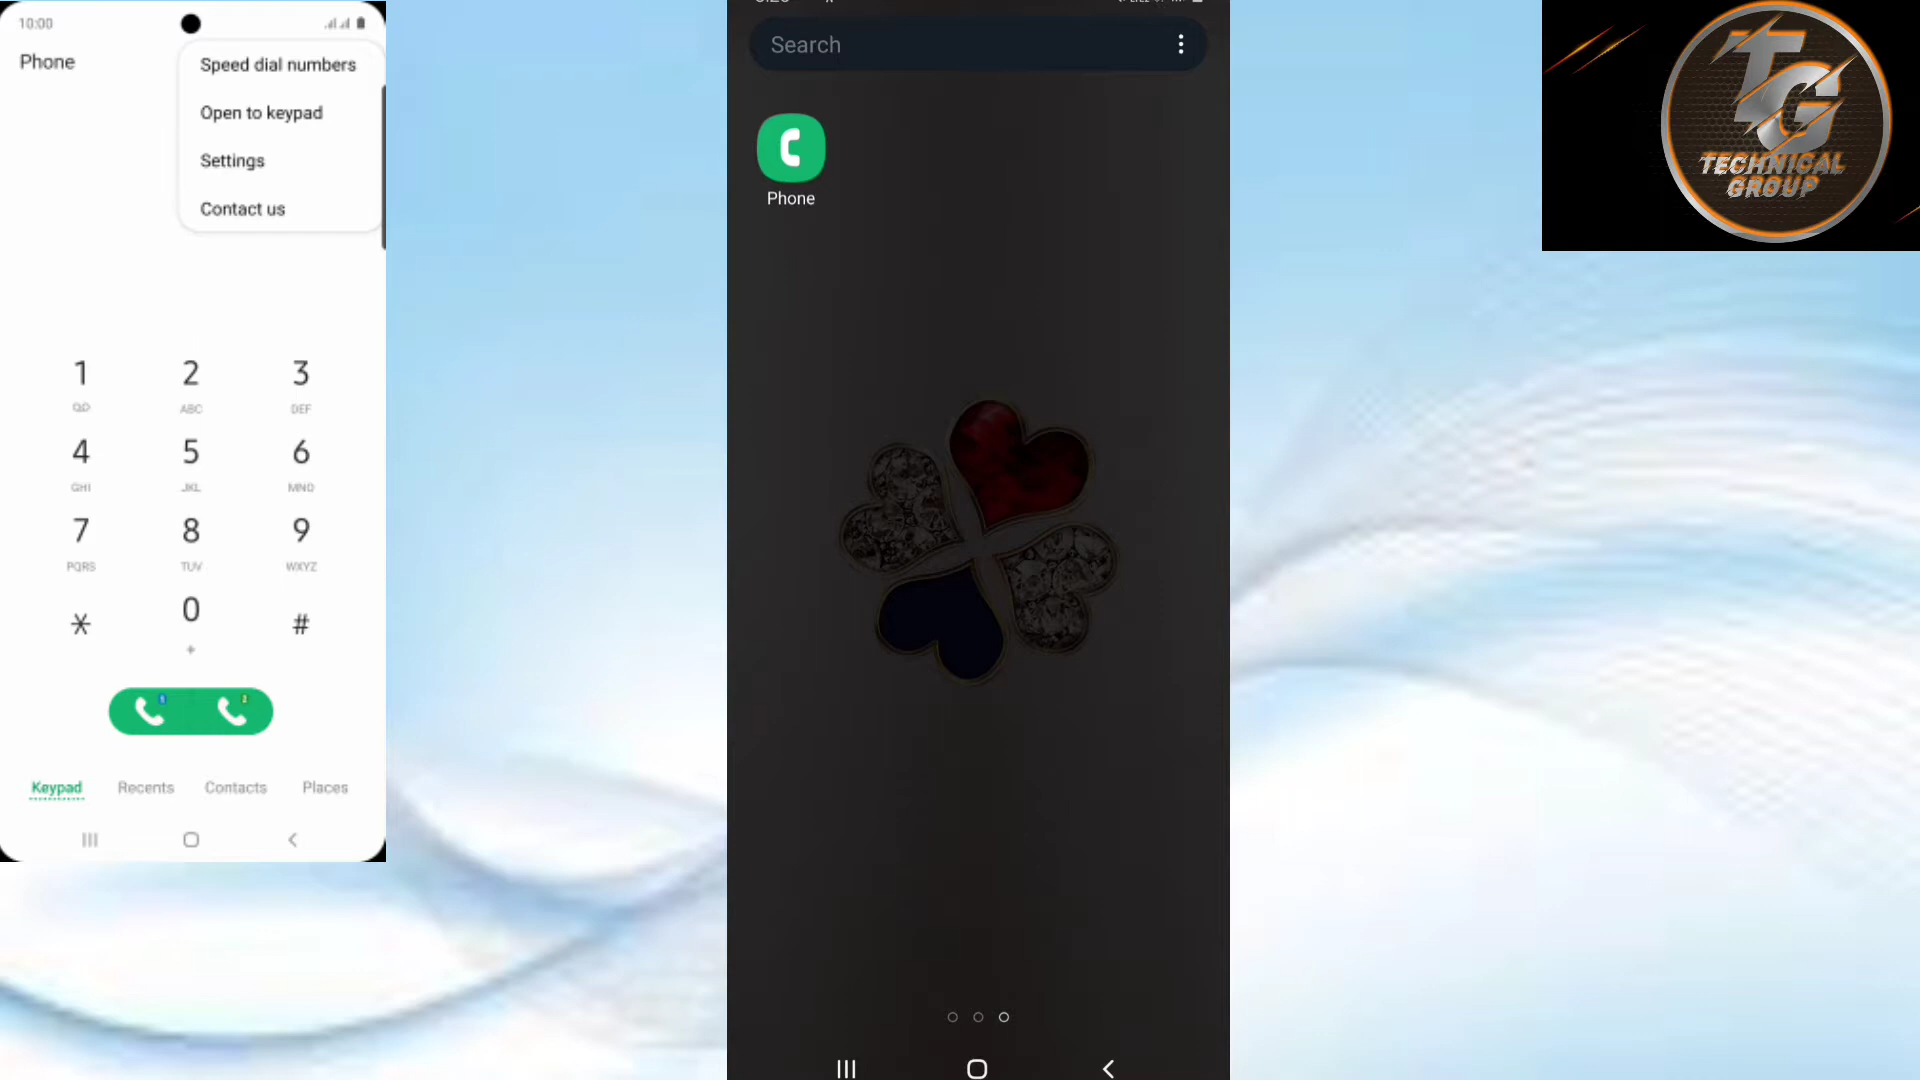 10:00
Phone
Speed dial numbers
Open to keypad
Settings
Contact us
1 2 3
ABC DEF
4 5 6
GHI JKL MNO
7 8 9
PQRS TUV WXYZ
* 0 #
+
Keypad Recents Contacts Places
Search
Phone
TG
TECHNICAL
GROUP